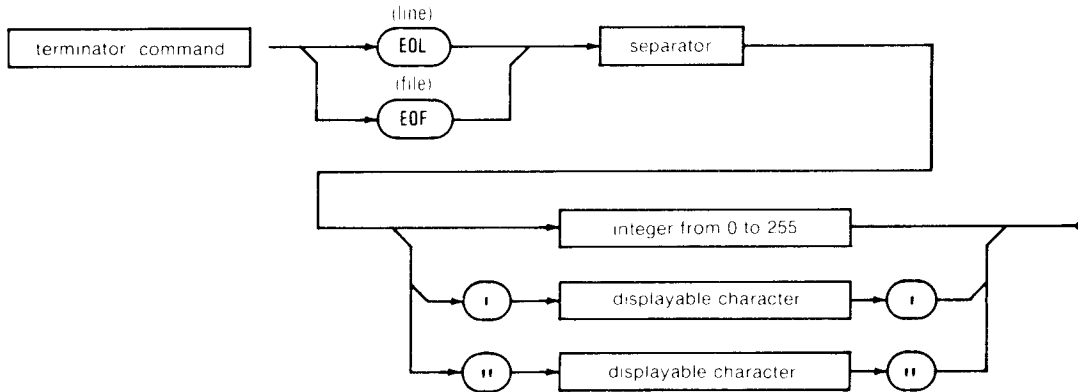 (line)
terminator command
EOL
separator
(file)
EOF
integer from 0 to 255
' displayable character '
" displayable character "